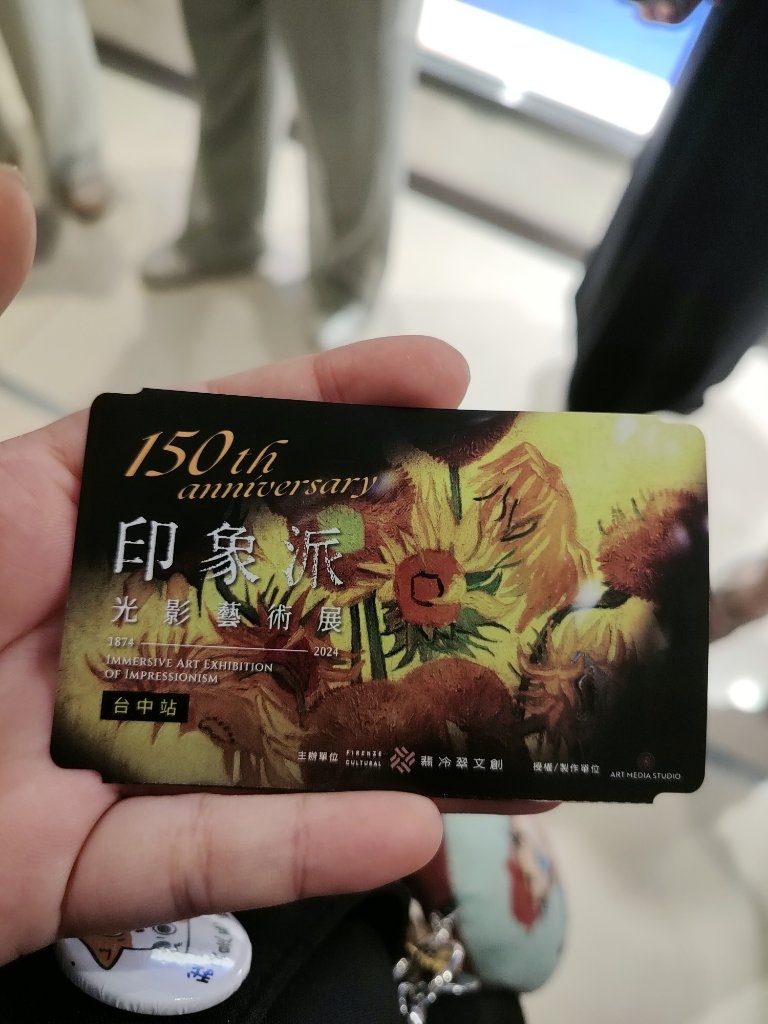 150th
anniversary
印象派
光影藝術展
1874 2024
IMMERSIVE ART EXHIBITION
OF IMPRESSIONISM
台中站
主辦單位 FIRENZE CULTURAL 翡冷翠文創 授權/製作單位 ART MEDIA STUDIO